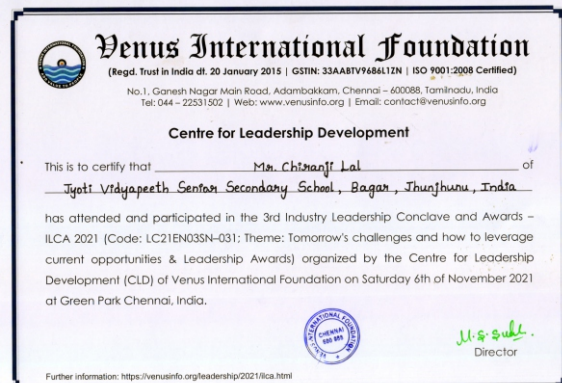 Venus International Foundation
(Regd. Trust in India dt. 20 January 2015 | GSTIN: 33AABTV9686L1ZN | ISO 9001:2008 Certified)
No.1, Ganesh Nagar Main Road, Adambakkam, Chennai – 600088, Tamilnadu, India
Tel: 044 – 22531502 | Web: www.venusinfo.org | Email: contact@venusinfo.org
Centre for Leadership Development
This is to certify that Mr. Chiranji Lal of
Jyoti Vidyapeeth Senior Secondary School, Bagar, Jhunjhunu, India
has attended and participated in the 3rd Industry Leadership Conclave and Awards –
ILCA 2021 (Code: LC21EN03SN–031; Theme: Tomorrow's challenges and how to leverage
current opportunities & Leadership Awards) organized by the Centre for Leadership
Development (CLD) of Venus International Foundation on Saturday 6th of November 2021
at Green Park Chennai, India.
VENUS INTERNATIONAL FOUNDATION
CHENNAI
600 088
Director
Further information: https://venusinfo.org/leadership/2021/ilca.html